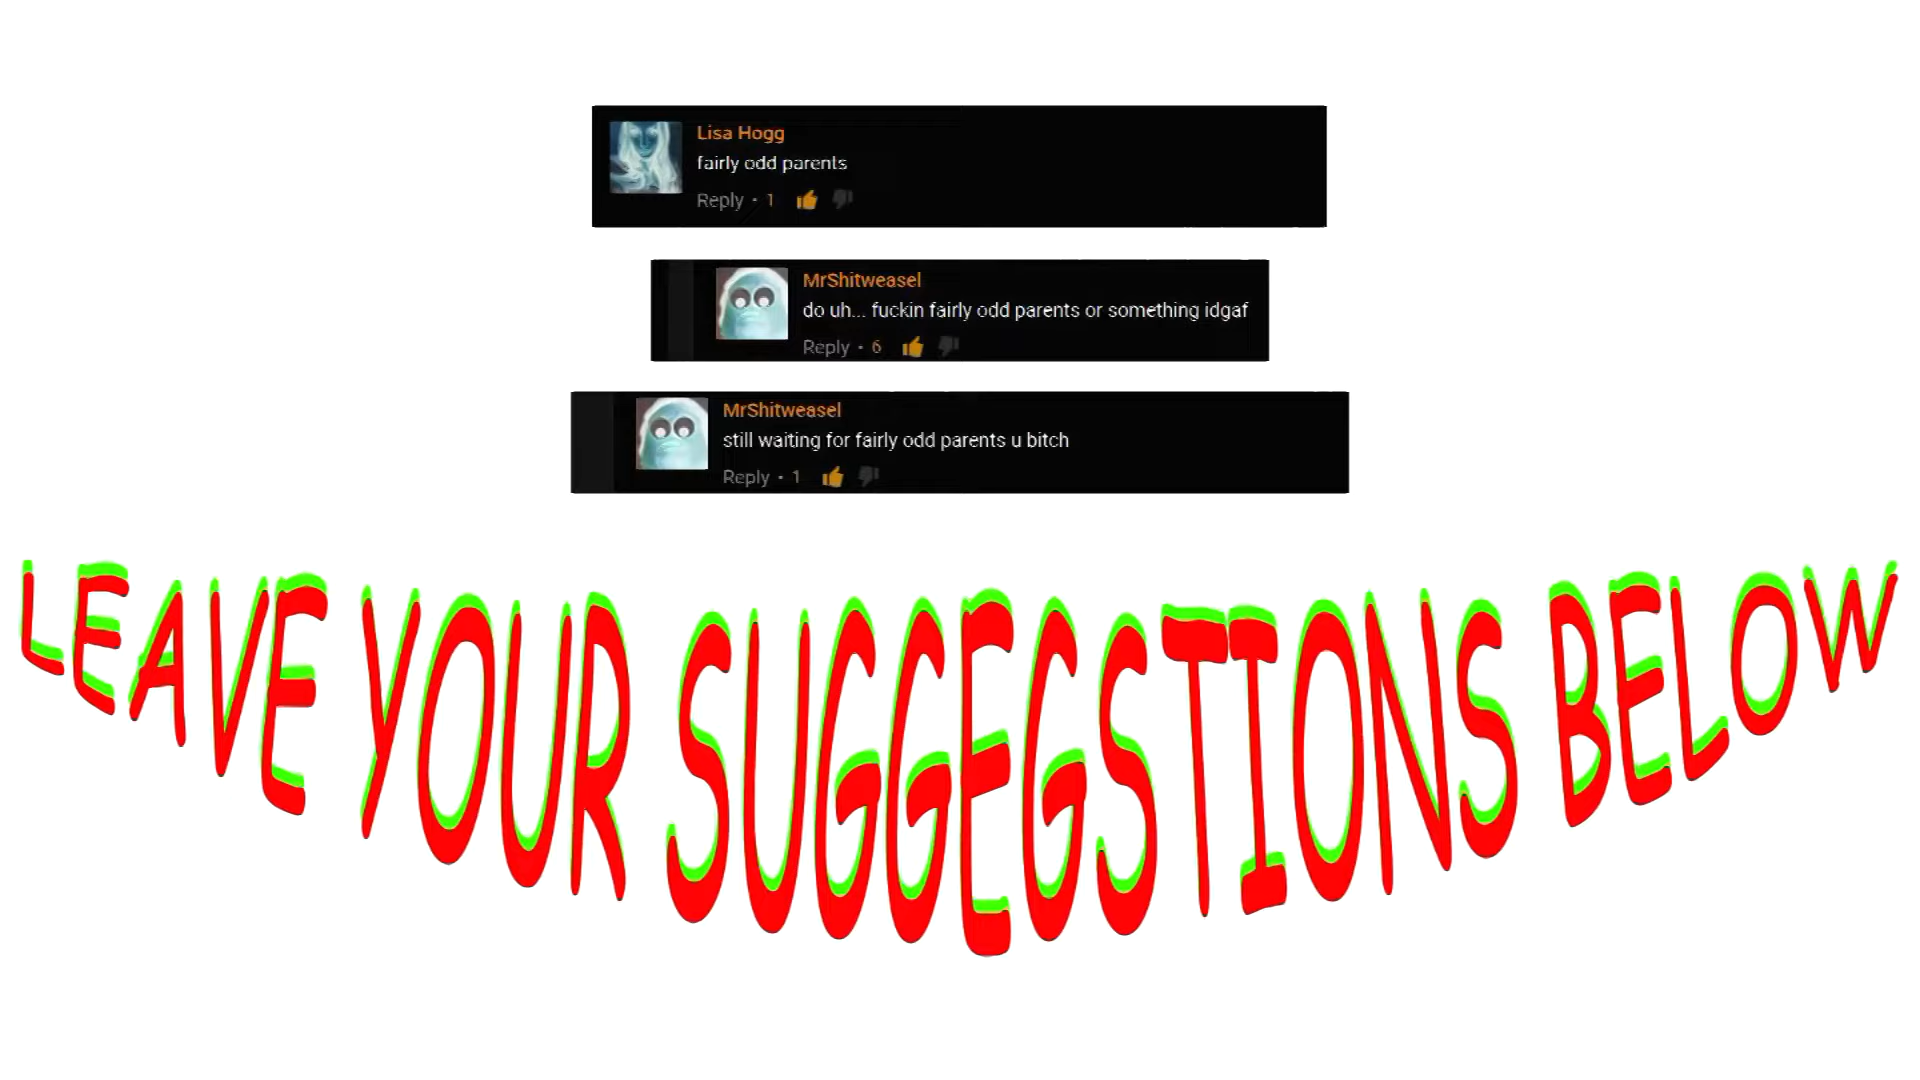 Lisa Hogg
fairly odd parents
Reply • 1
MrShitweasel
do uh... fuckin fairly odd parents or something idgaf
Reply • 6
MrShitweasel
still waiting for fairly odd parents u bitch
Reply • 1
LEAVE YOUR SUGGEGSTIONS BELOW